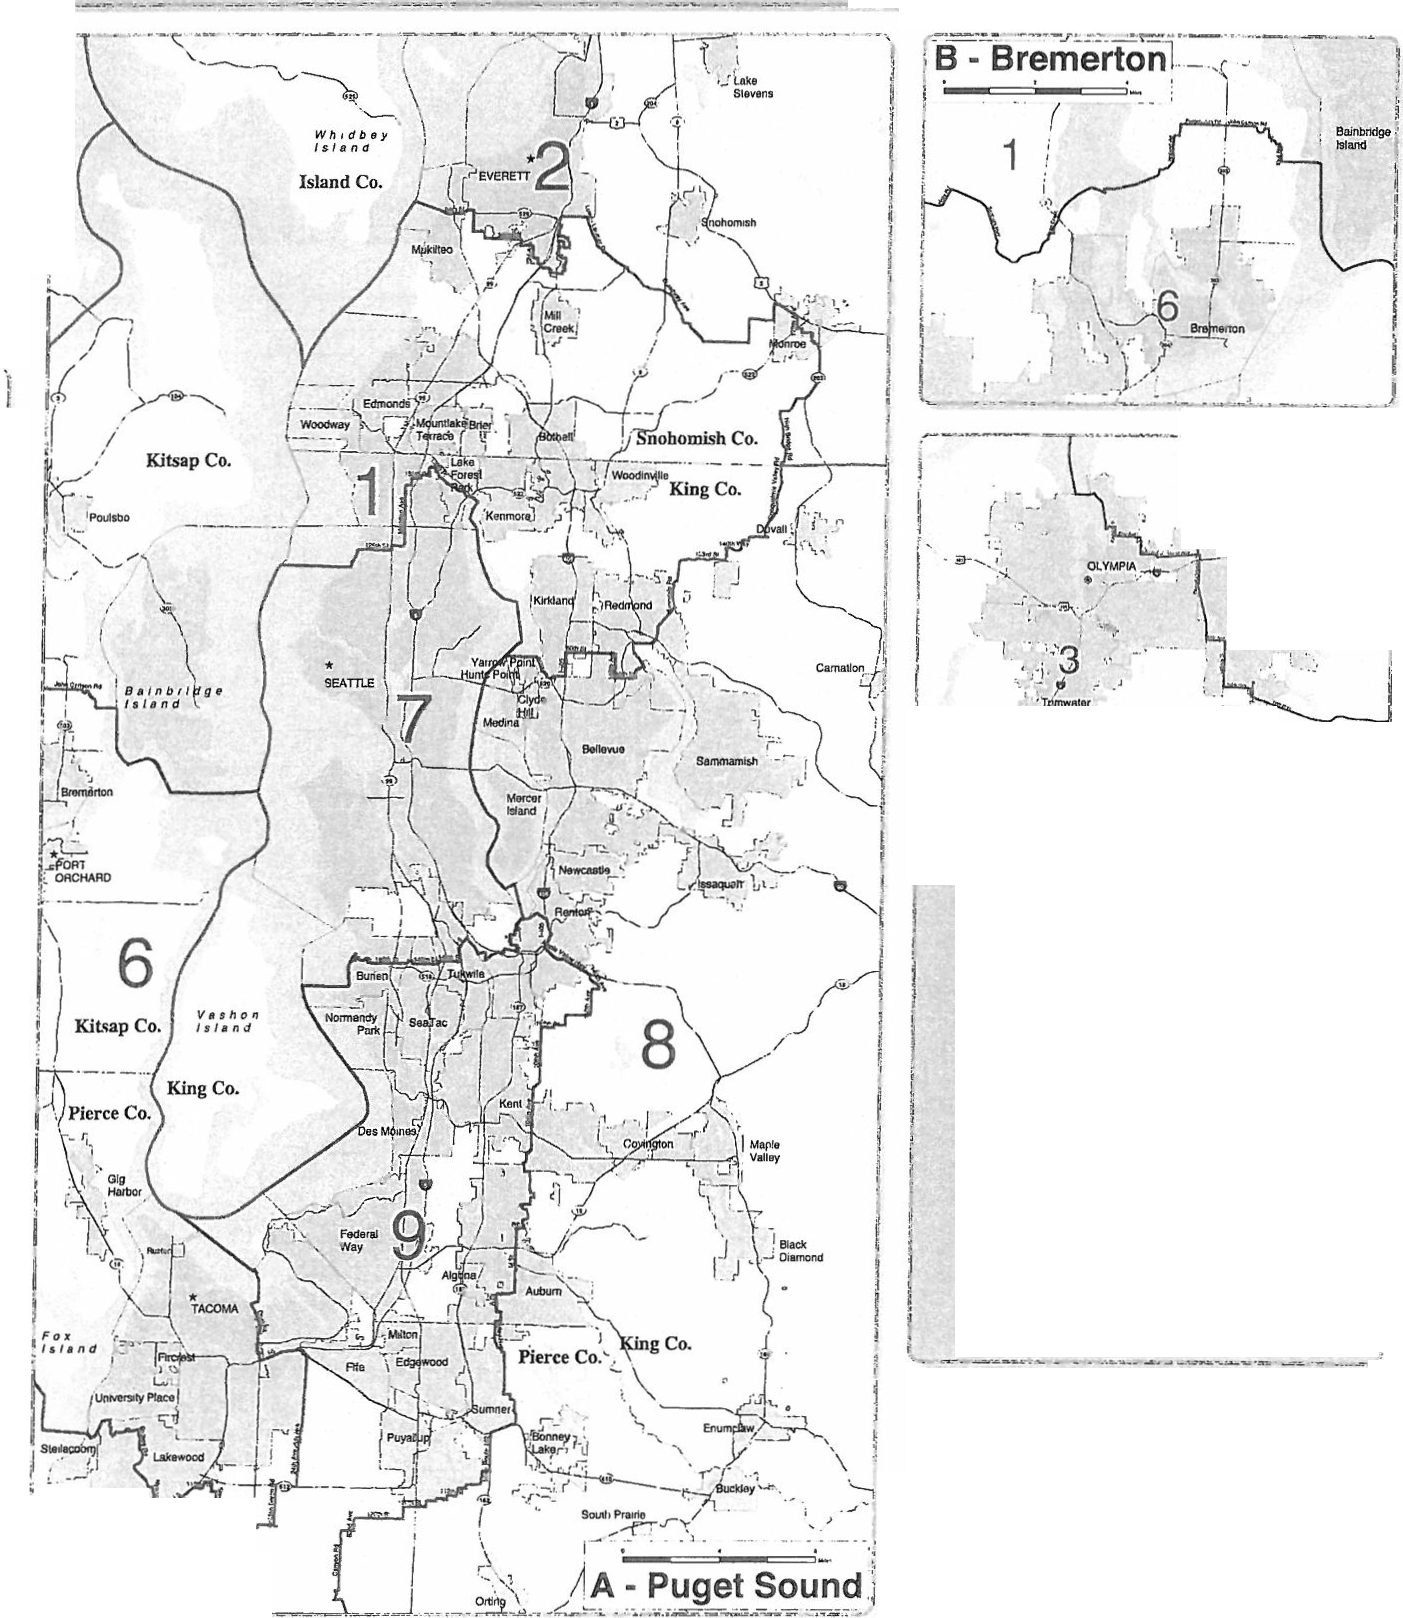 Lake
Stevens
B - Bremerton
Whidbey
Island
Island Co.
2
EVERETT
Snohomish
Mukilteo
Mill
Creek
Monroe
Edmonds
Woodway
Mountlake
Terrace
Brier
Bothell
Snohomish Co.
Kitsap Co.
Lake
Forest
Park
1
Woodinville
King Co.
Poulsbo
Kenmore
Duvall
Kirkland
Redmond
SEATTLE
Yarrow Point
Hunts Point
Carnation
Bainbridge
Island
7
Clyde
Hill
Medina
Bellevue
Sammamish
Bremerton
Mercer
Island
PORT
ORCHARD
Newcastle
Issaquah
Renton
6
Burien
Tukwila
Kitsap Co.
Vashon
Island
Normandy
Park
SeaTac
8
King Co.
Pierce Co.
Kent
Des Moines
Covington
Maple
Valley
Gig
Harbor
Federal
Way
9
Black
Diamond
Ruston
Algona
Auburn
TACOMA
Fox
Island
Milton
King Co.
Pierce Co.
Fircrest
Fife
Edgewood
University Place
Sumner
Steilacoom
Lakewood
Puyallup
Bonney
Lake
Enumclaw
Buckley
South Prairie
Orting
A - Puget Sound
1
Bainbridge
Island
6
Bremerton
OLYMPIA
3
Tumwater